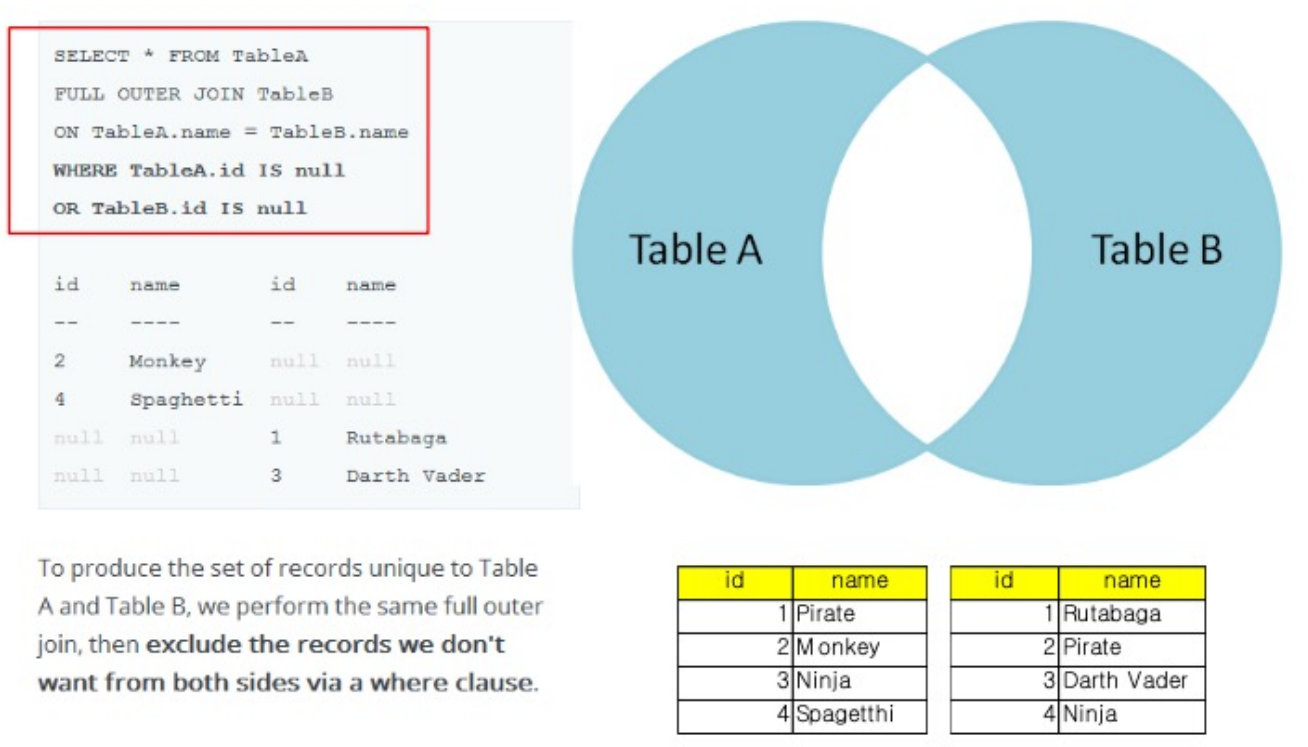 SELECT * FROM TableA
FULL OUTER JOIN TableB
ON TableA.name = TableB.name
WHERE TableA.id IS null
OR TableB.id IS null
id name id name
-- ---- -- ----
2 Monkey null null
4 Spaghetti null null
null null 1 Rutabaga
null null 3 Darth Vader
Table A
Table B
To produce the set of records unique to Table
A and Table B, we perform the same full outer
join, then exclude the records we don't
want from both sides via a where clause.
id name
1 Pirate
2 Monkey
3 Ninja
4 Spagetthi
id name
1 Rutabaga
2 Pirate
3 Darth Vader
4 Ninja